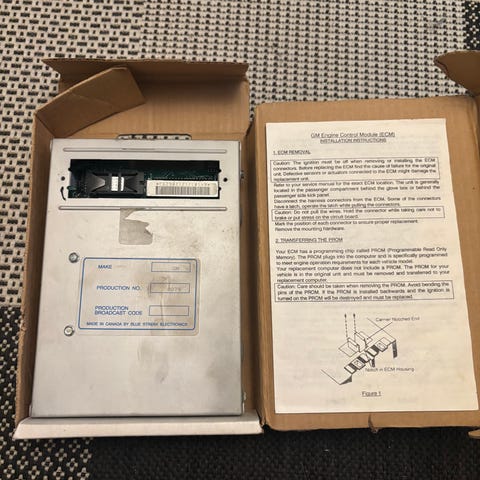 MAKE GM
PRODUCTION NO.
PRODUCTION
BROADCAST CODE
MADE IN CANADA BY BLUE STREAK ELECTRONICS
GM Engine Control Module (ECM)
INSTALLATION INSTRUCTIONS
1. ECM REMOVAL
Caution: The ignition must be off when removing or installing the ECM
connectors. Before replacing the ECM find the cause of failure for the original
unit. Defective sensors or actuators connected to the ECM might damage the
replacement unit.
Refer to your service manual for the exact ECM location. The unit is generally
located in the passenger compartment behind the glove box or behind the
passenger side kick panel.
Disconnect the harness connectors from the ECM. Some of the connectors
have a latch, operate the latch while pulling the connectors.
Caution: Do not pull the wires. Hold the connector while taking care not to
brake or put stress on the circuit board.
Mark the position of each connector to ensure proper replacement.
Remove the mounting hardware.
2. TRANSFERING THE PROM
Your ECM has a programming chip called PROM (Programmable Read Only
Memory). The PROM plugs into the computer and is specifically programmed
to meet engine operation requirements for each vehicle model.
Your replacement computer does not include a PROM. The PROM for your
vehicle is in the original unit and must be removed and transferred to your
replacement computer.
Caution: Care should be taken when removing the PROM. Avoid bending the
pins of the PROM. If the PROM is installed backwards and the ignition is
turned on the PROM will be destroyed and must be replaced.
Carrier Notched End
Notch in ECM Housing
Figure 1